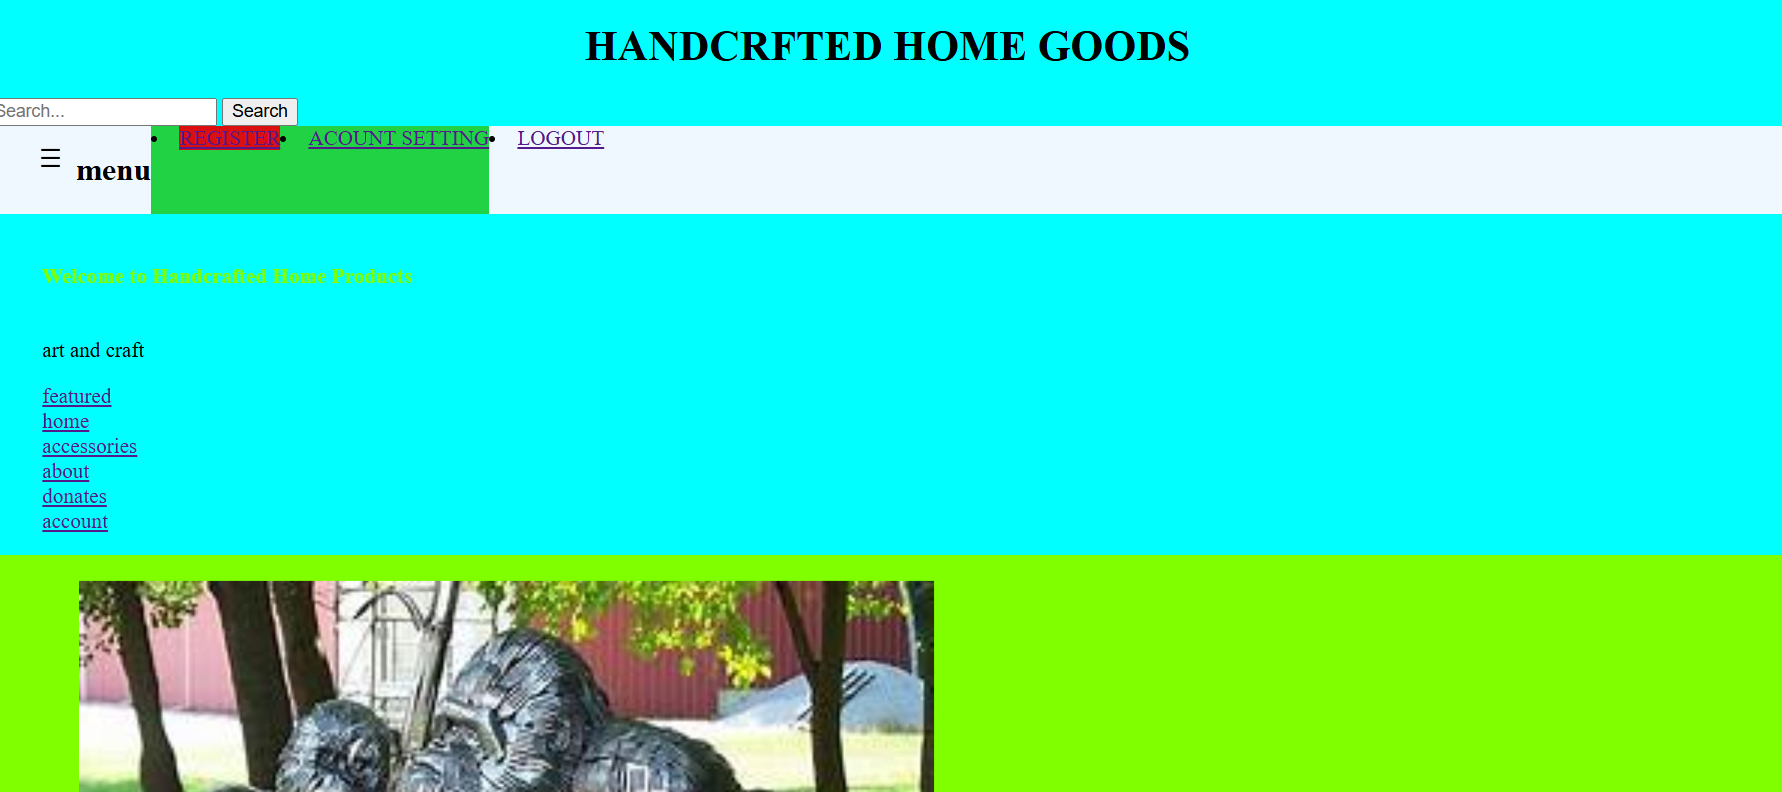 HANDCRFTED HOME GOODS
Search... Search
☰ menu • REGISTER • ACOUNT SETTING • LOGOUT
Welcome to Handcrafted Home Products
art and craft
featured
home
accessories
about
donates
account